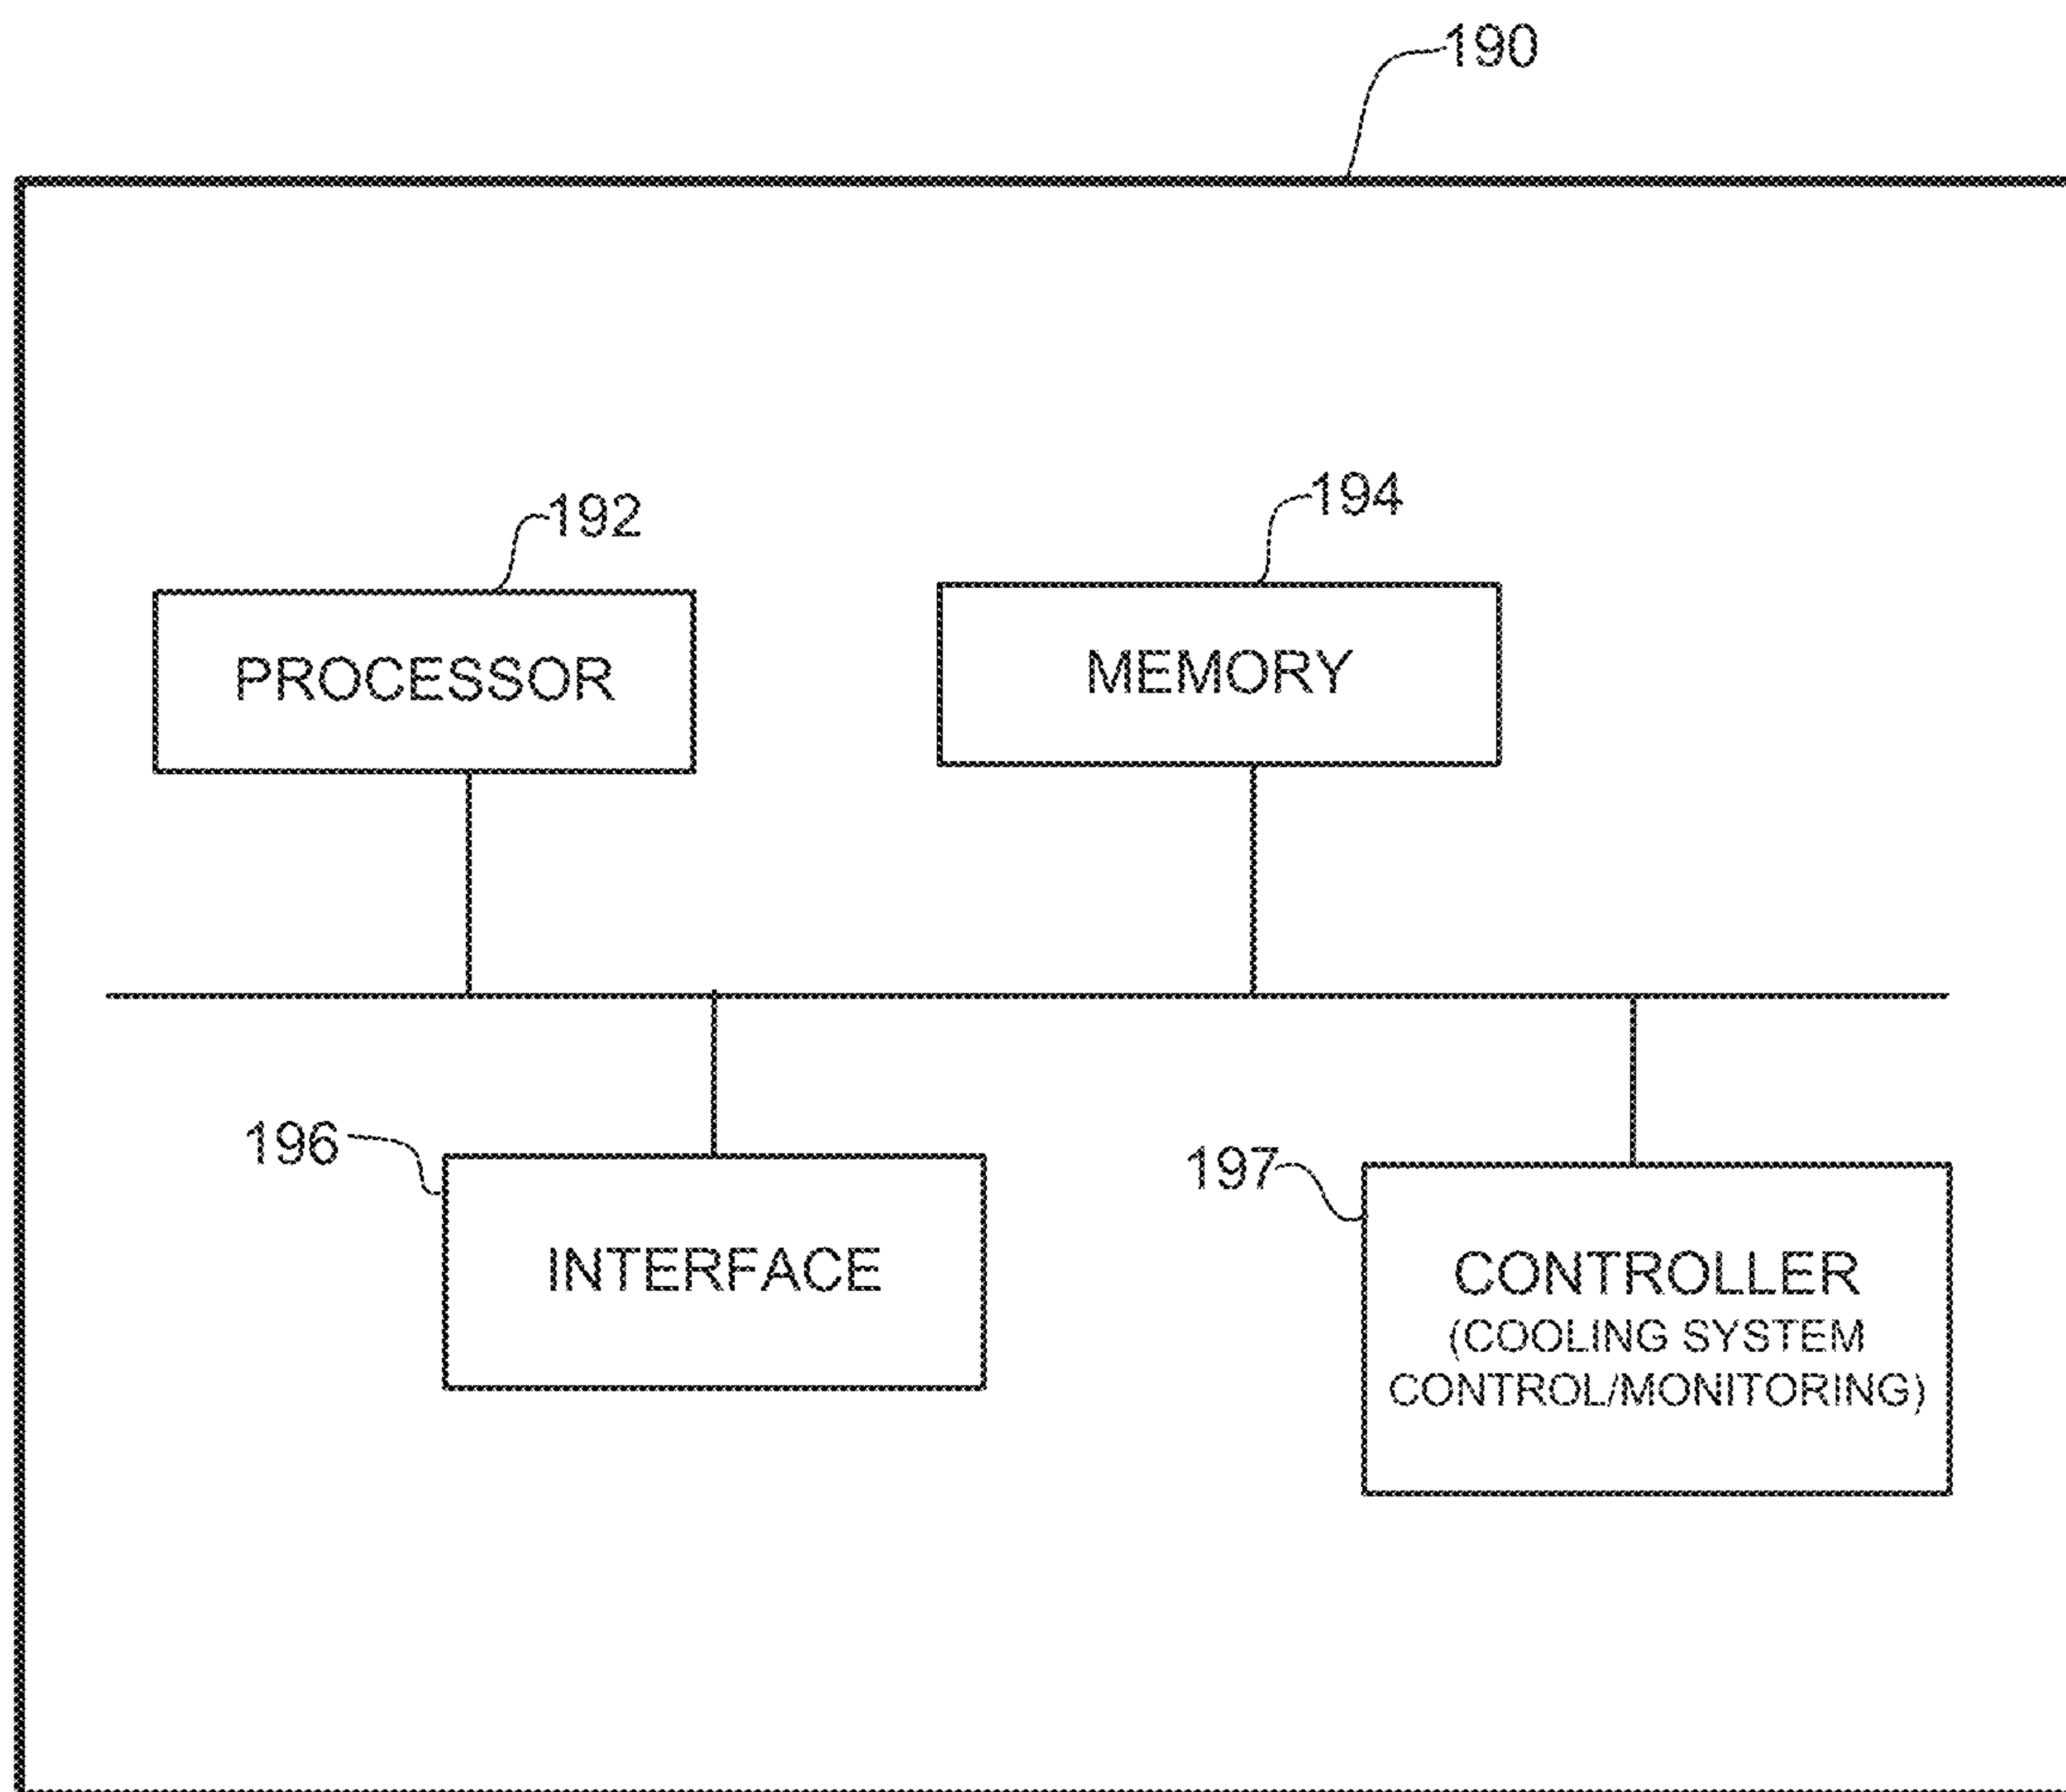 190
192
194
PROCESSOR
MEMORY
196
197
INTERFACE
CONTROLLER
(COOLING SYSTEM
CONTROL/MONITORING)